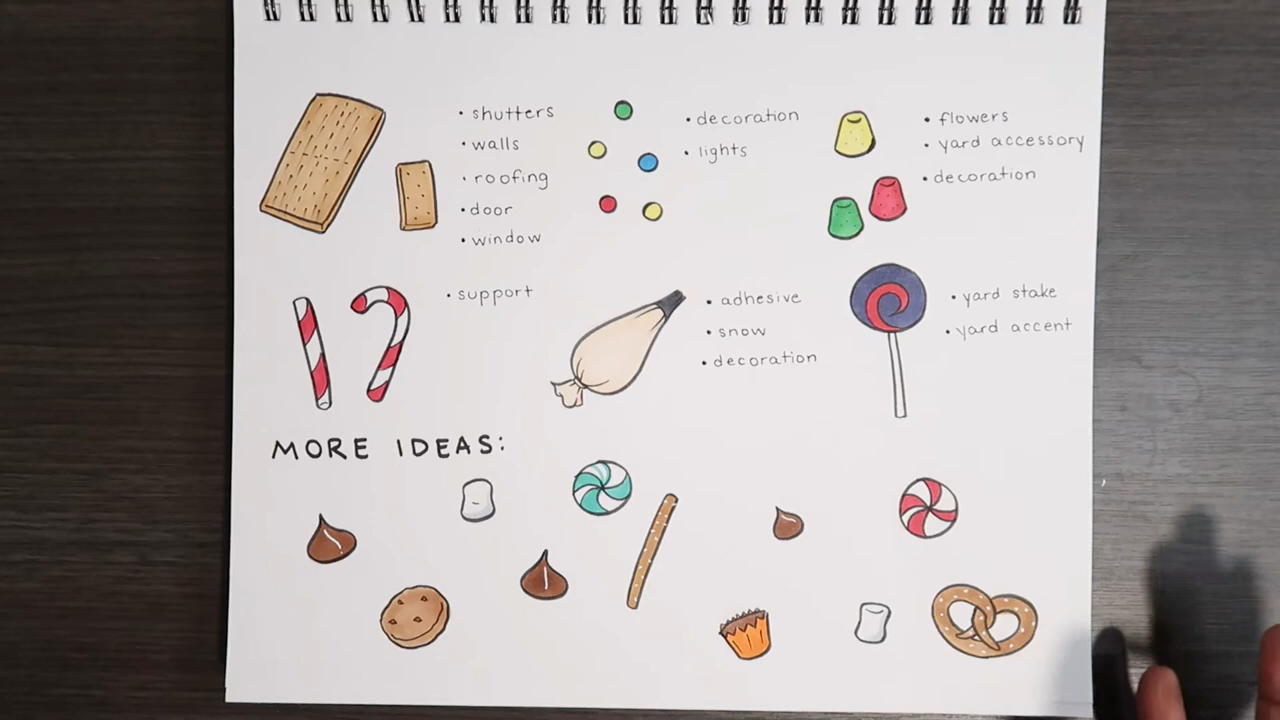 • shutters
• walls
• roofing
• door
• window
• decoration
• lights
• flowers
• yard accessory
• decoration
• support
• adhesive
• snow
• decoration
• yard stake
• yard accent
MORE IDEAS: